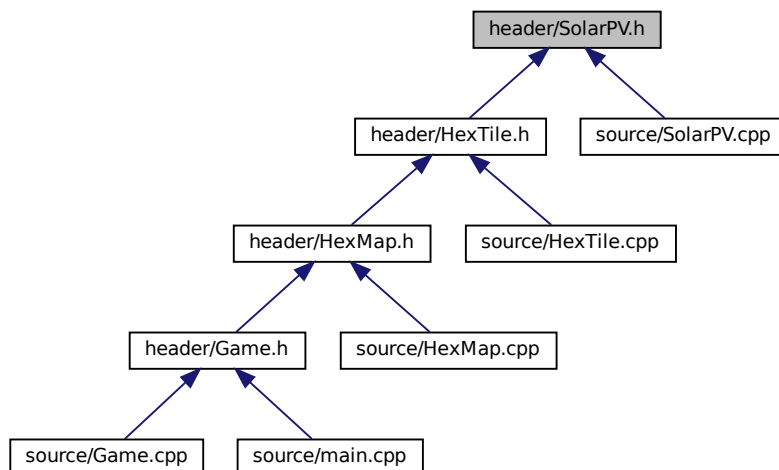 header/SolarPV.h
header/HexTile.h
source/SolarPV.cpp
header/HexMap.h
source/HexTile.cpp
header/Game.h
source/HexMap.cpp
source/Game.cpp
source/main.cpp